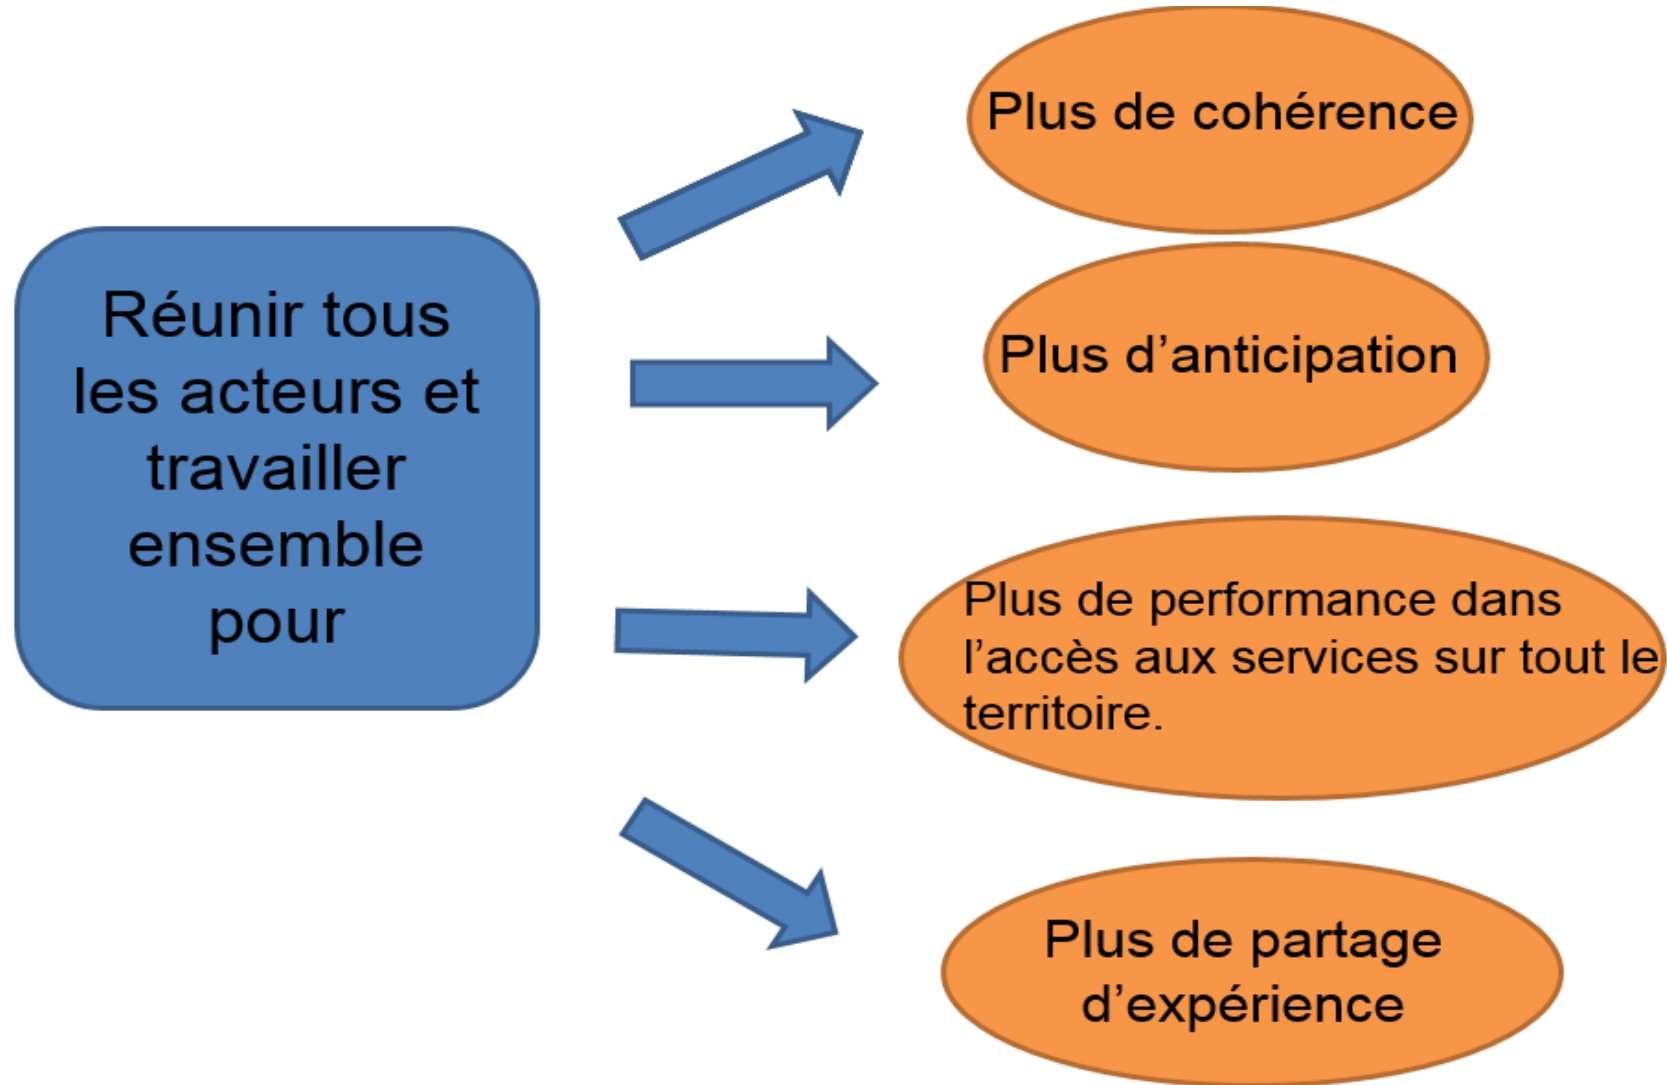 Réunir tous
les acteurs et
travailler
ensemble
pour
Plus de cohérence
Plus d’anticipation
Plus de performance dans
l’accès aux services sur tout le
territoire.
Plus de partage
d’expérience